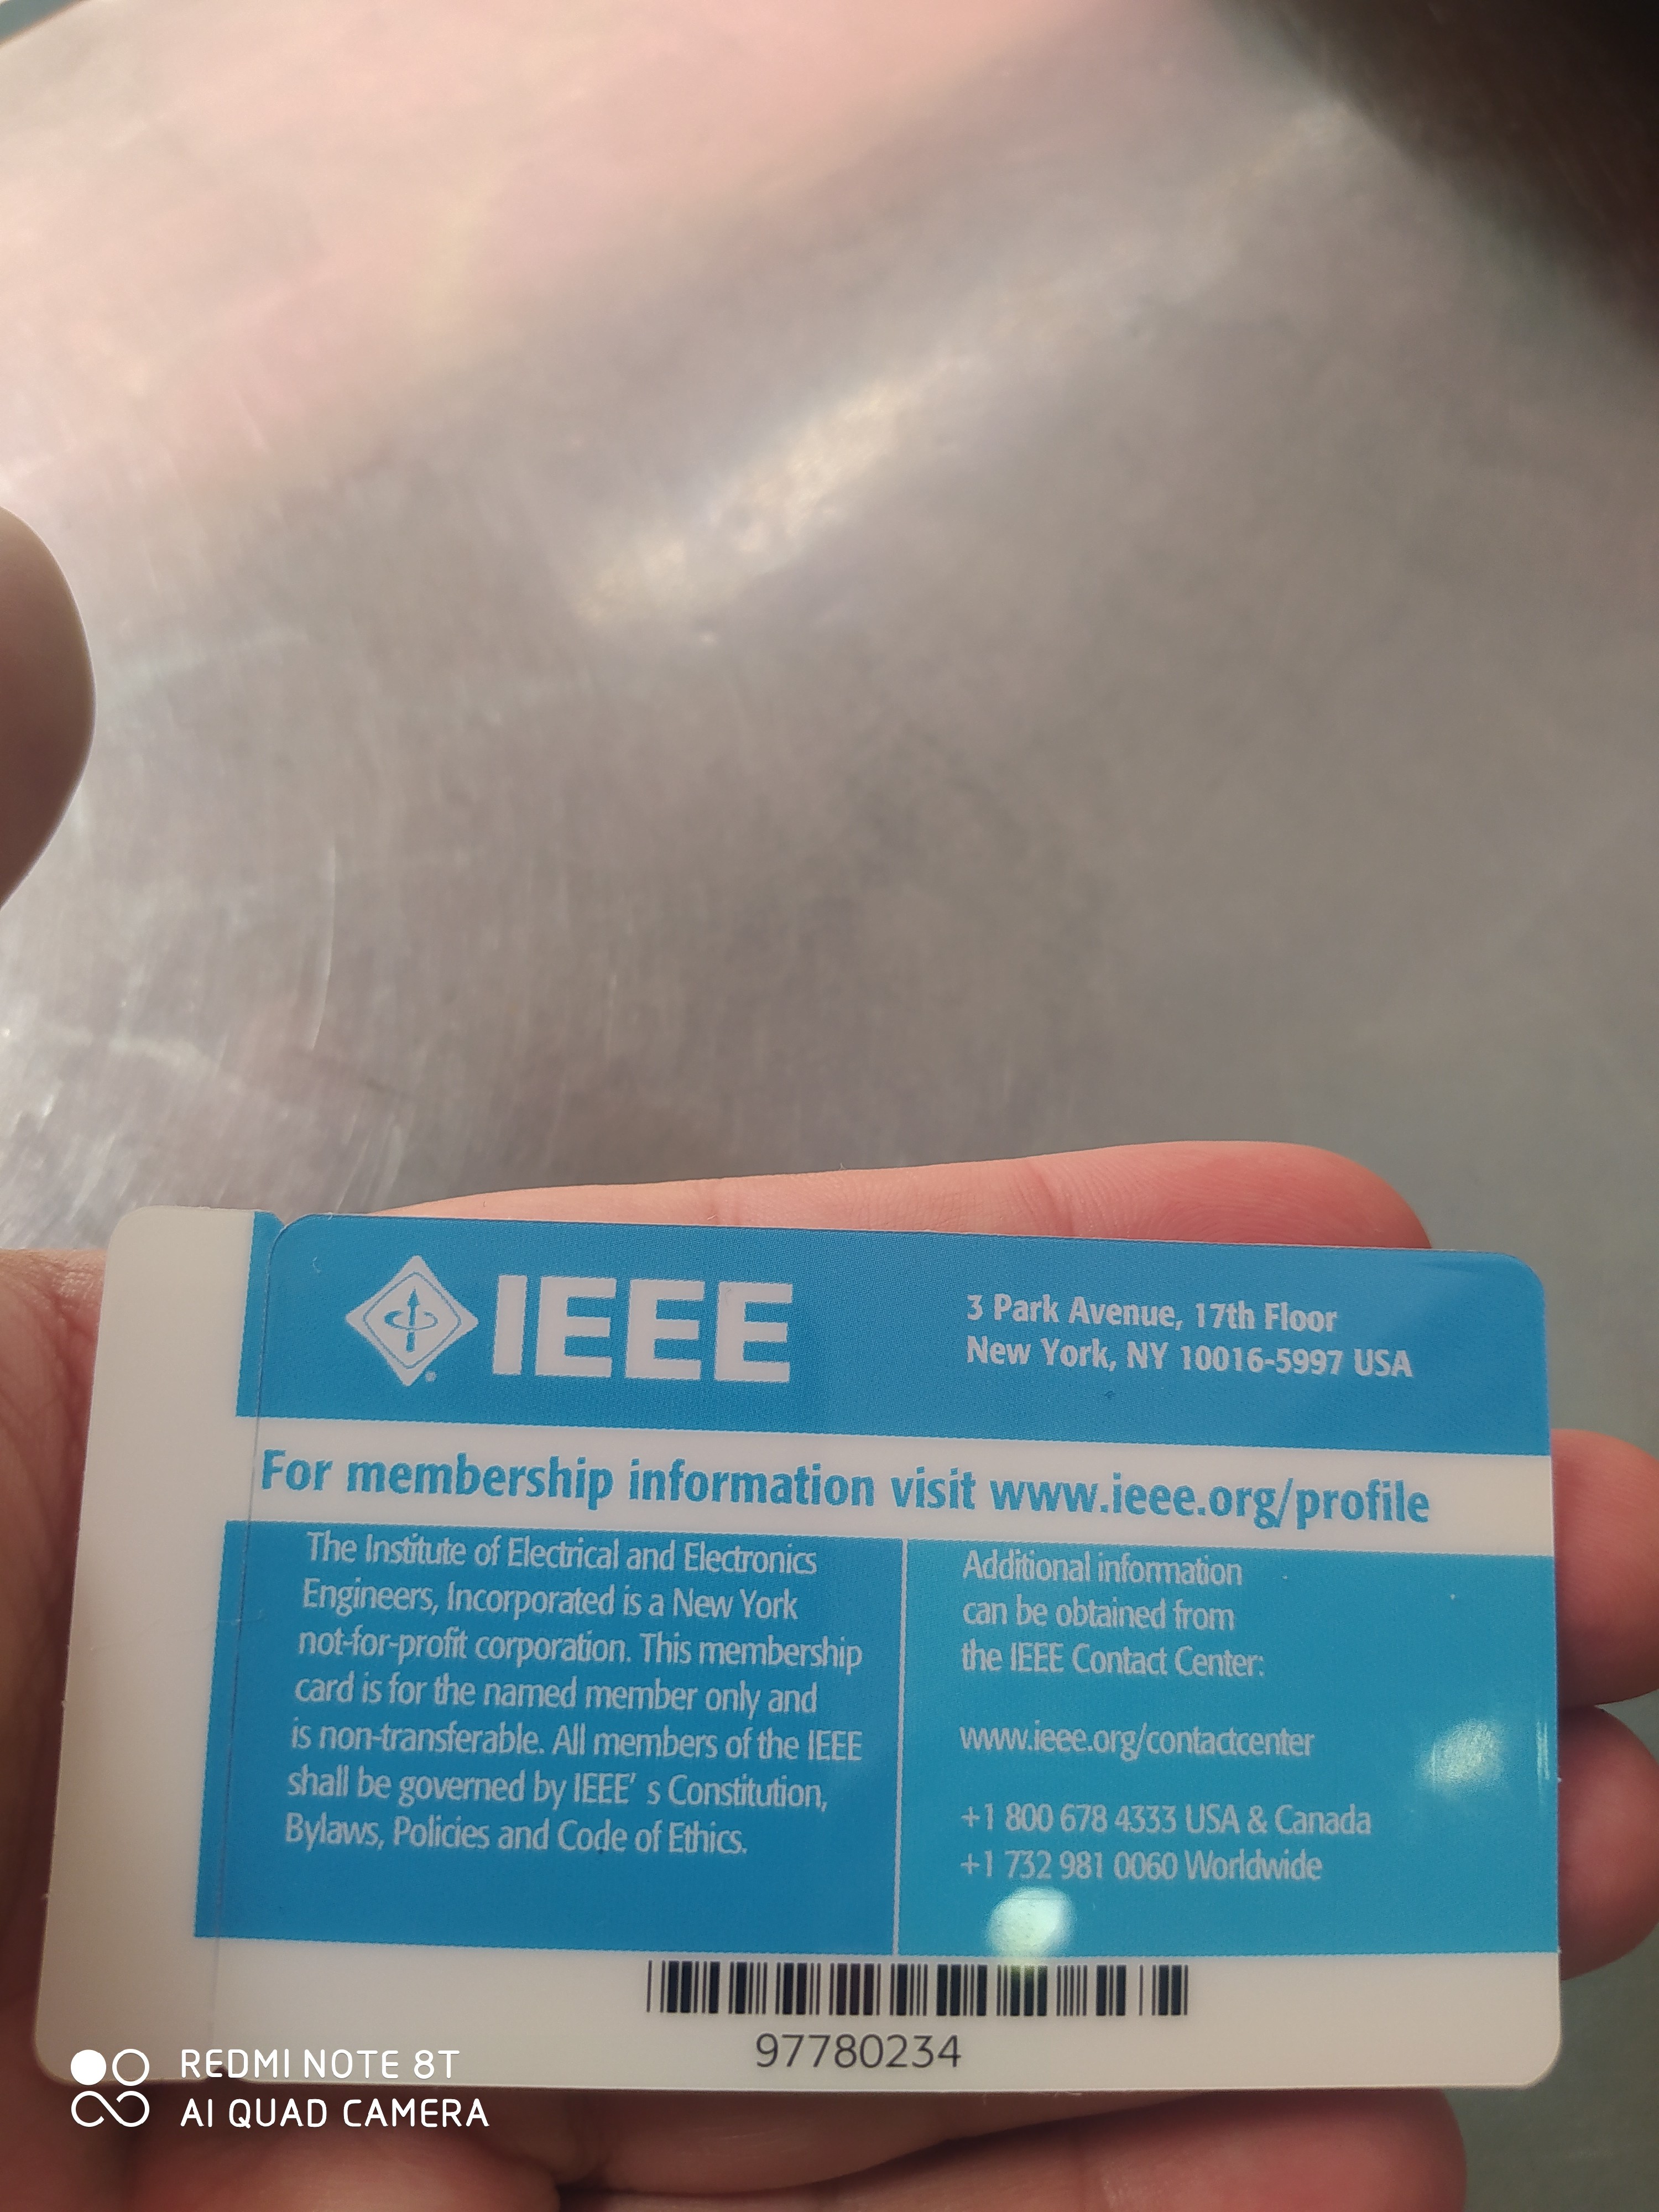 IEEE
3 Park Avenue, 17th Floor
New York, NY 10016-5997 USA
For membership information visit www.ieee.org/profile
The Institute of Electrical and Electronics
Engineers, Incorporated is a New York
not-for-profit corporation. This membership
card is for the named member only and
is non-transferable. All members of the IEEE
shall be governed by IEEE' s Constitution,
Bylaws, Policies and Code of Ethics.
Additional information
can be obtained from
the IEEE Contact Center:
www.ieee.org/contactcenter
+1 800 678 4333 USA & Canada
+1 732 981 0060 Worldwide
97780234
REDMI NOTE 8T
AI QUAD CAMERA